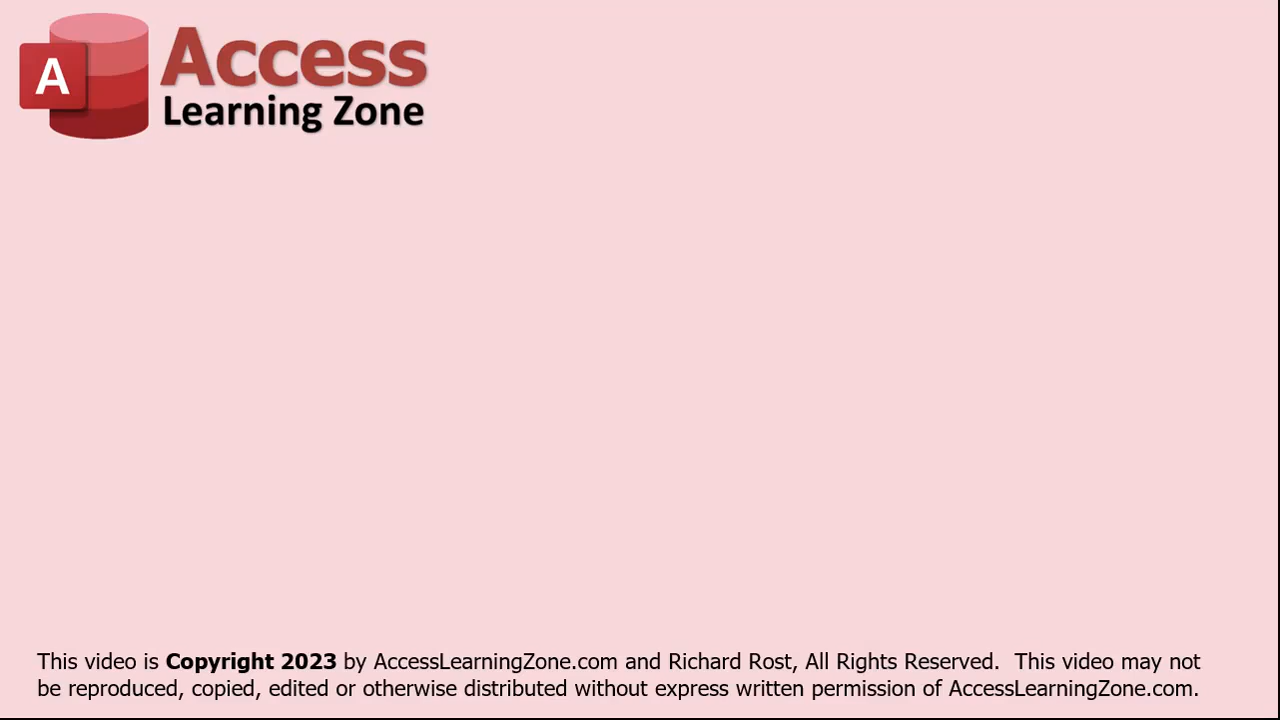 A
Access
Learning Zone
This video is Copyright 2023 by AccessLearningZone.com and Richard Rost, All Rights Reserved.  This video may not
be reproduced, copied, edited or otherwise distributed without express written permission of AccessLearningZone.com.